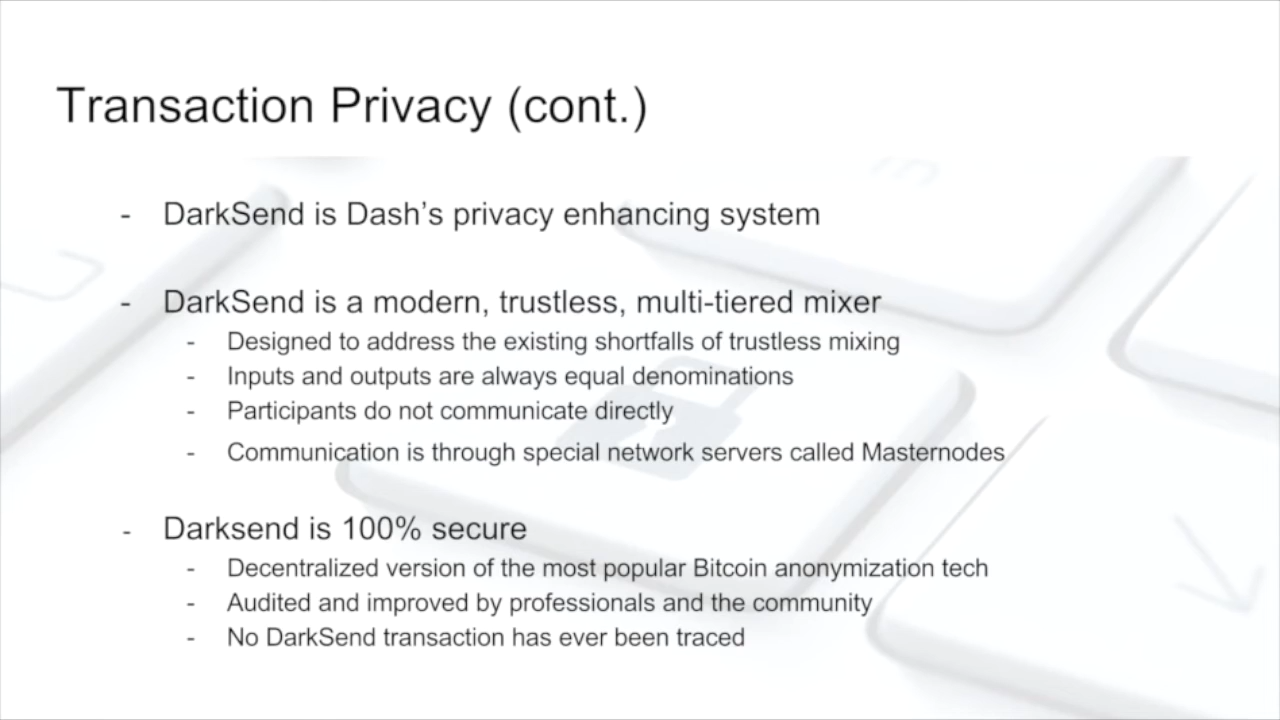 Transaction Privacy (cont.)
- DarkSend is Dash's privacy enhancing system
- DarkSend is a modern, trustless, multi-tiered mixer
- Designed to address the existing shortfalls of trustless mixing
- Inputs and outputs are always equal denominations
- Participants do not communicate directly
- Communication is through special network servers called Masternodes
- Darksend is 100% secure
- Decentralized version of the most popular Bitcoin anonymization tech
- Audited and improved by professionals and the community
- No DarkSend transaction has ever been traced